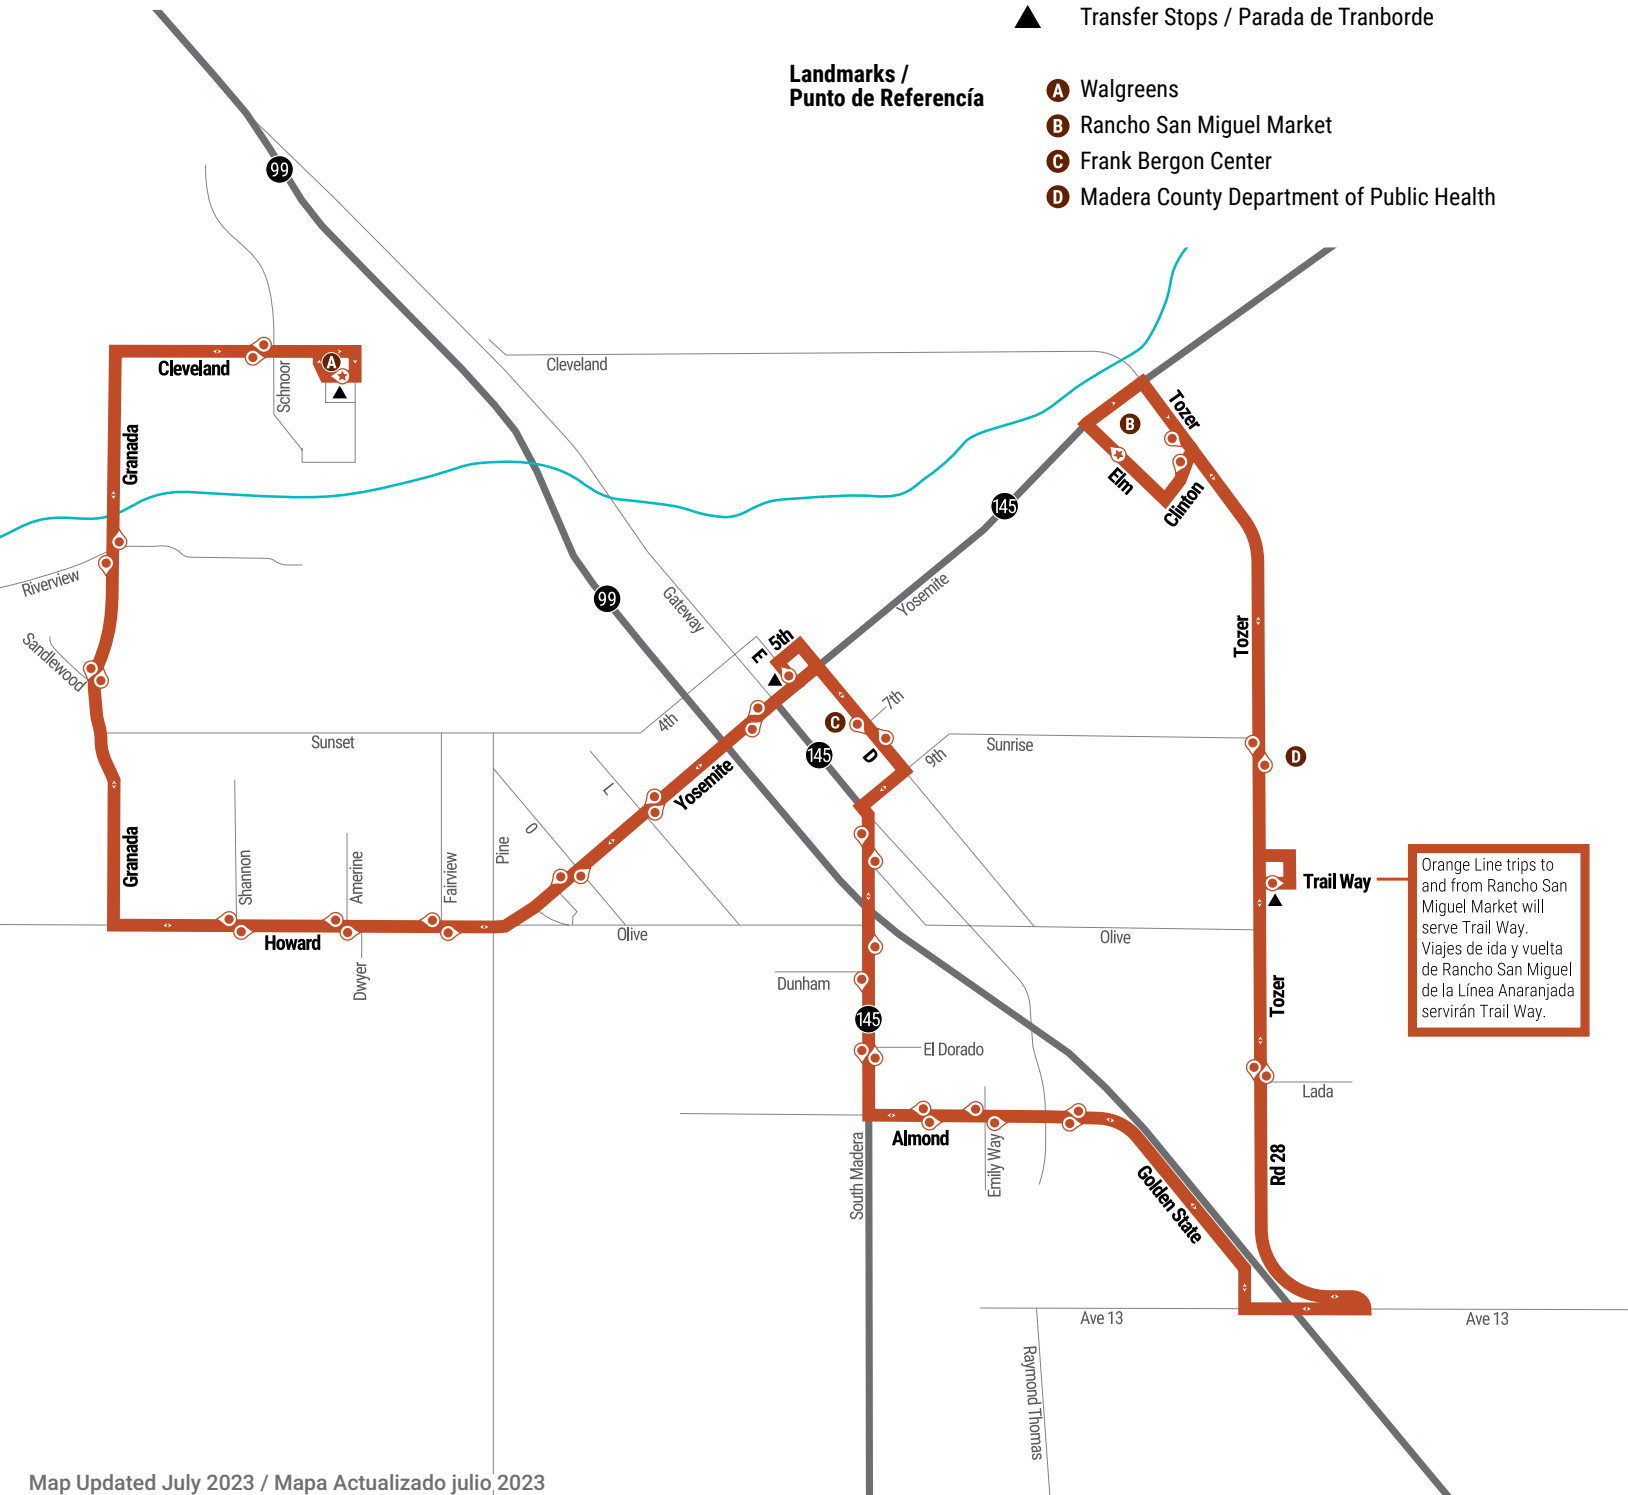 Transfer Stops / Parada de Tranborde
Landmarks /
Punto de Referencía
A Walgreens
B Rancho San Miguel Market
C Frank Bergon Center
D Madera County Department of Public Health
99
Cleveland
A
Schnoor
Cleveland
Granada
Tozer
B
Elm
Clinton
145
Riverview
Sandlewood
99
Gateway
Yosemite
5th
E
Tozer
7th
C
4th
Sunset
145
D
9th
Sunrise
D
Yosemite
L
O
Granada
Shannon
Amerine
Fairview
Pine
Trail Way
Orange Line trips to
and from Rancho San
Miguel Market will
serve Trail Way.
Viajes de ida y vuelta
de Rancho San Miguel
de la Línea Anaranjada
servirán Trail Way.
Howard
Olive
Olive
Dwyer
Dunham
Tozer
145
El Dorado
Lada
Almond
Emily Way
South Madera
Rd 28
Golden State
Ave 13
Ave 13
Raymond Thomas
Map Updated July 2023 / Mapa Actualizado julio 2023